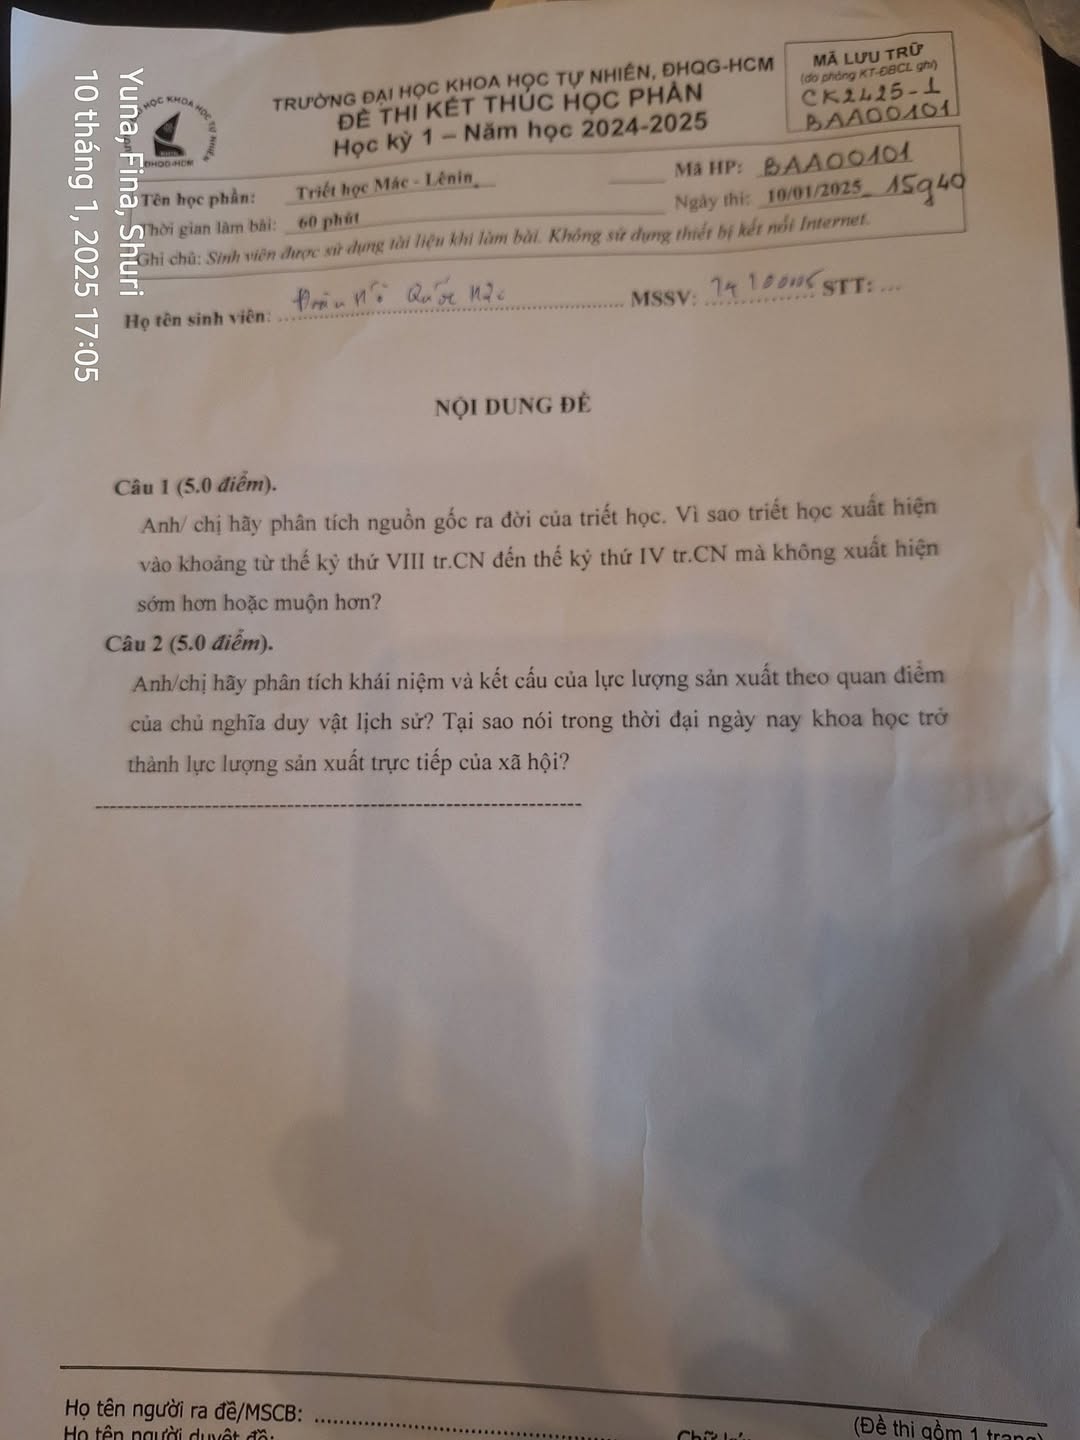 Yuna, Fina, Shuri
10 tháng 1, 2025 17:05
TRƯỜNG ĐẠI HỌC KHOA HỌC TỰ NHIÊN, ĐHQG-HCM
ĐỀ THI KẾT THÚC HỌC PHẦN
Học kỳ 1 – Năm học 2024-2025
MÃ LƯU TRỮ
(do phòng KT-ĐBCL ghi)
CK2425-1
BAA00101
ĐHQG-HCM
Tên học phần: Triết học Mác - Lênin Mã HP: BAA00101
Thời gian làm bài: 60 phút Ngày thi: 10/01/2025 15g40
Ghi chú: Sinh viên được sử dụng tài liệu khi làm bài. Không sử dụng thiết bị kết nối Internet.
Họ tên sinh viên: Quốc MSSV: STT: ...
NỘI DUNG ĐỀ
Câu 1 (5.0 điểm).
Anh/ chị hãy phân tích nguồn gốc ra đời của triết học. Vì sao triết học xuất hiện
vào khoảng từ thế kỷ thứ VIII tr.CN đến thế kỷ thứ IV tr.CN mà không xuất hiện
sớm hơn hoặc muộn hơn?
Câu 2 (5.0 điểm).
Anh/chị hãy phân tích khái niệm và kết cấu của lực lượng sản xuất theo quan điểm
của chủ nghĩa duy vật lịch sử? Tại sao nói trong thời đại ngày nay khoa học trở
thành lực lượng sản xuất trực tiếp của xã hội?
Họ tên người ra đề/MSCB:
(Đề thi gồm 1 trang)
Họ tên người duyệt đề: